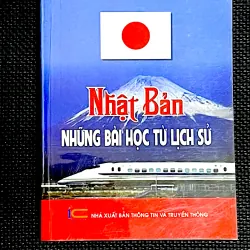 Nhật Bản
NHỮNG BÀI HỌC TỪ LỊCH SỬ
NHÀ XUẤT BẢN THÔNG TIN VÀ TRUYỀN THÔNG